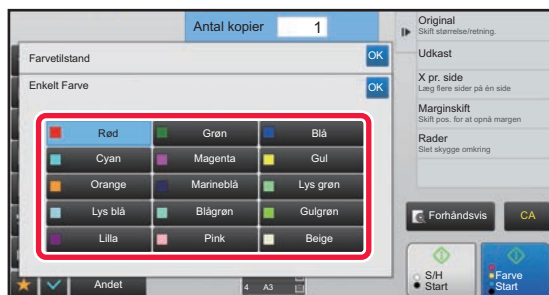 Antal kopier 1
Farvetilstand OK
Enkelt Farve OK
Rød Grøn Blå
Cyan Magenta Gul
Orange Marineblå Lys grøn
Lys blå Blågrøn Gulgrøn
Lilla Pink Beige
Andet
4 A3
Original
Skift størrelse/retning.
Udkast
X pr. side
Læg flere sider på én side
Marginskift
Skift pos. for at opnå margen
Rader
Slet skygge omkring
Forhåndsvis CA
S/H
Start
Farve
Start